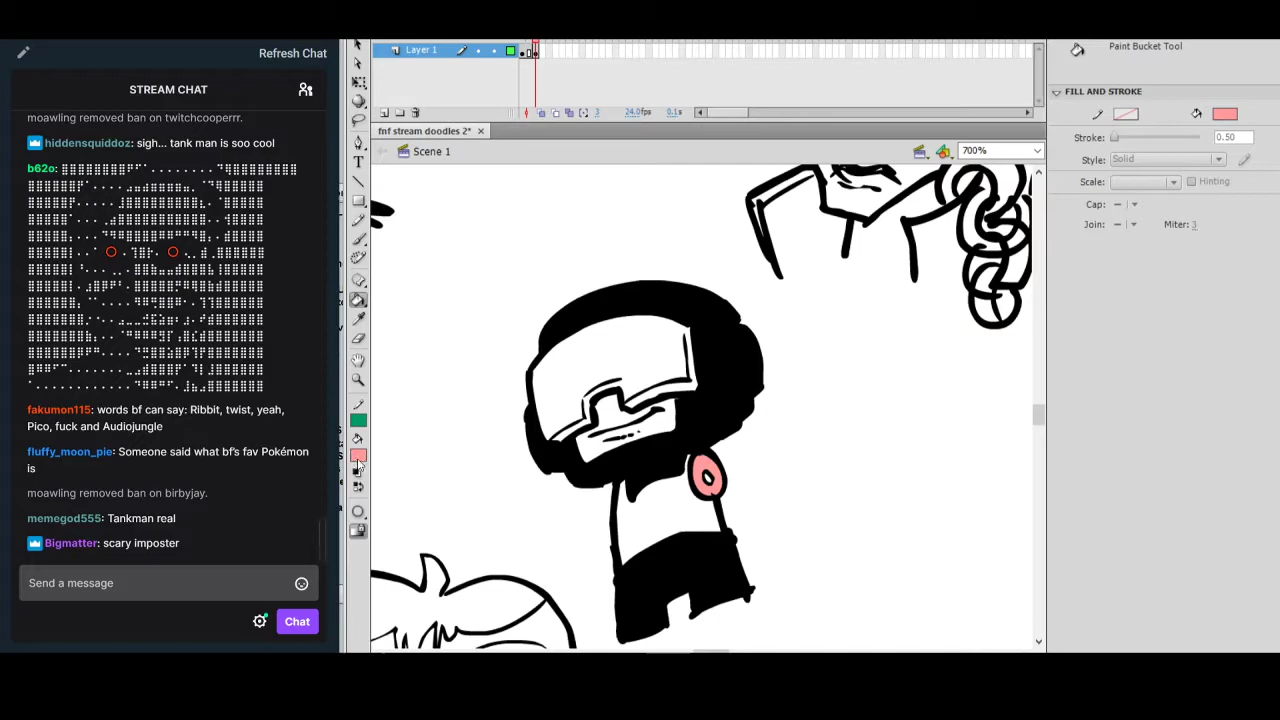 Refresh Chat
STREAM CHAT
moawling removed ban on twitchcooperrr.
hiddensquiddoz: sigh... tank man is soo cool
b62o:
fakumon115: words bf can say: Ribbit, twist, yeah,
Pico, fuck and Audiojungle
fluffy_moon_pie: Someone said what bf's fav Pokémon
is
moawling removed ban on birbyjay.
memegod555: Tankman real
Bigmatter: scary imposter
Send a message
Chat
Layer 1
3 24.0fps 0.1s
fnf stream doodles 2*
Scene 1
700%
Paint Bucket Tool
FILL AND STROKE
Stroke: 0.50
Style: Solid
Scale: Hinting
Cap:
Join: Miter: 3